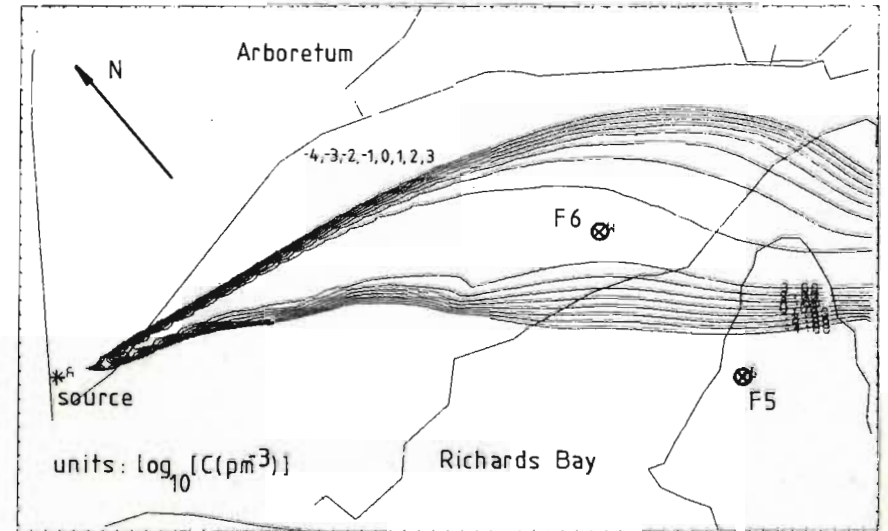 Arboretum
N
-4,-3,-2,-1,0,1,2,3
F6
source
F5
units: log10[C(pm-3)]
Richards Bay